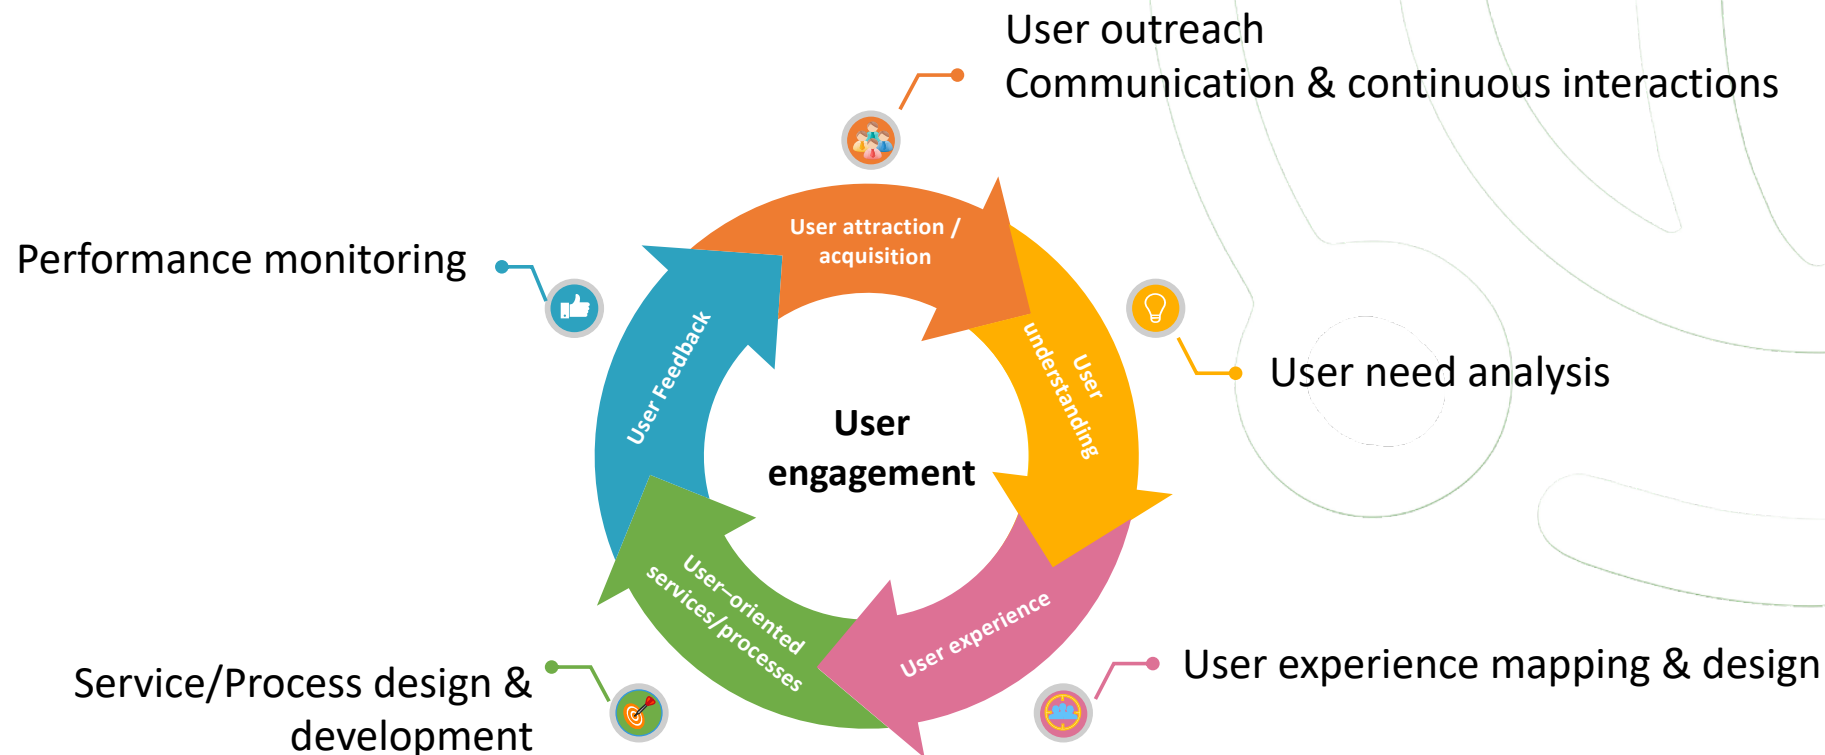 User outreach
Communication & continuous interactions
User attraction /
acquisition
Performance monitoring
User
understanding
User need analysis
User Feedback
User
engagement
User experience
User experience mapping & design
User–oriented
services/processes
Service/Process design &
development